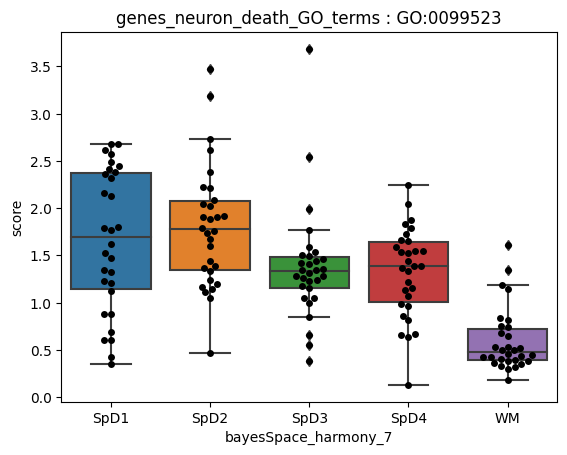 genes_neuron_death_GO_terms : GO:0099523
score
3.5
3.0
2.5
2.0
1.5
1.0
0.5
0.0
SpD1 SpD2 SpD3 SpD4 WM
bayesSpace_harmony_7